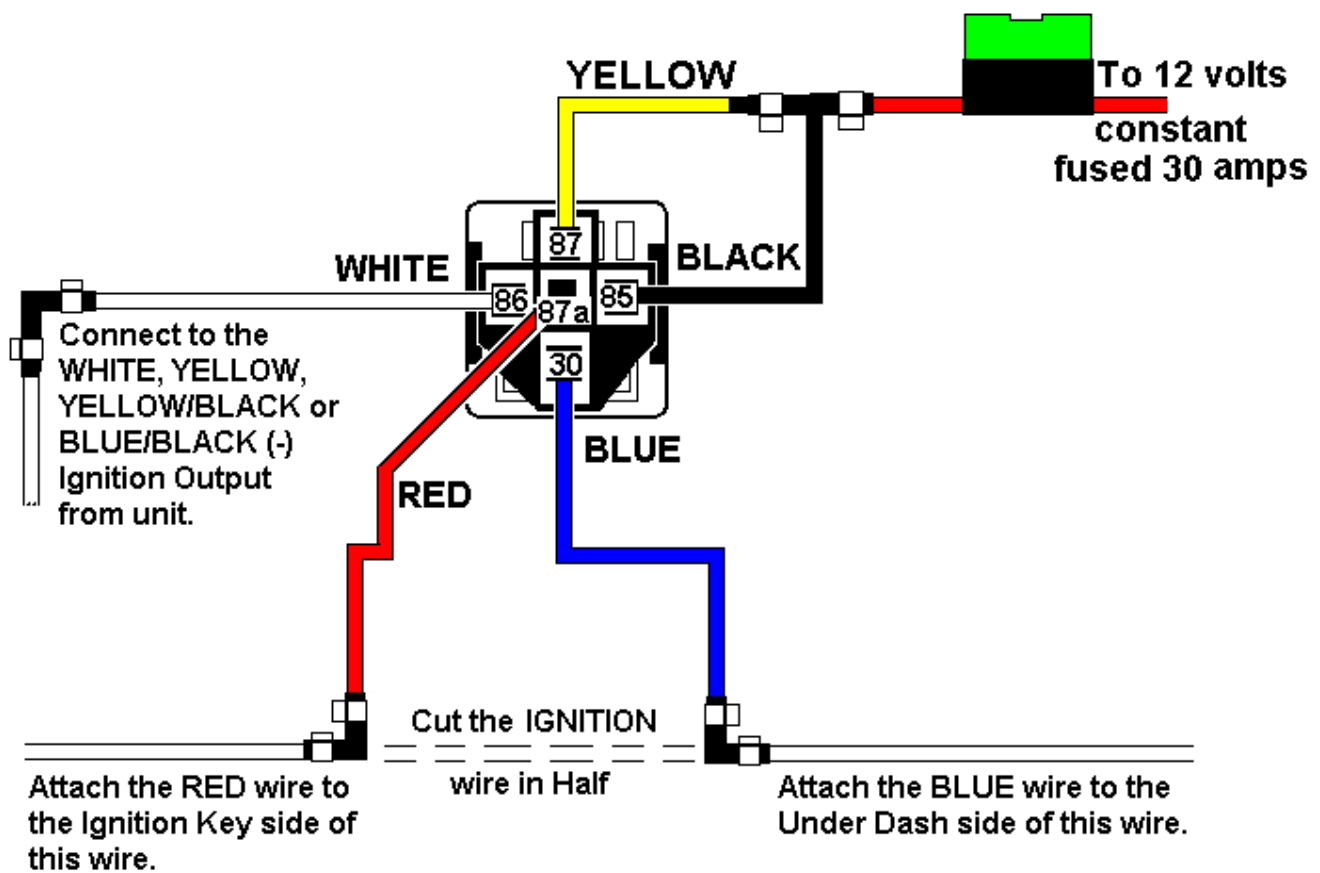 YELLOW
To 12 volts
constant
fused 30 amps
87
BLACK
WHITE
86
85
87a
30
Connect to the
WHITE, YELLOW,
YELLOW/BLACK or
BLUE/BLACK (-)
Ignition Output
from unit.
BLUE
RED
Cut the IGNITION
wire in Half
Attach the RED wire to
the Ignition Key side of
this wire.
Attach the BLUE wire to the
Under Dash side of this wire.